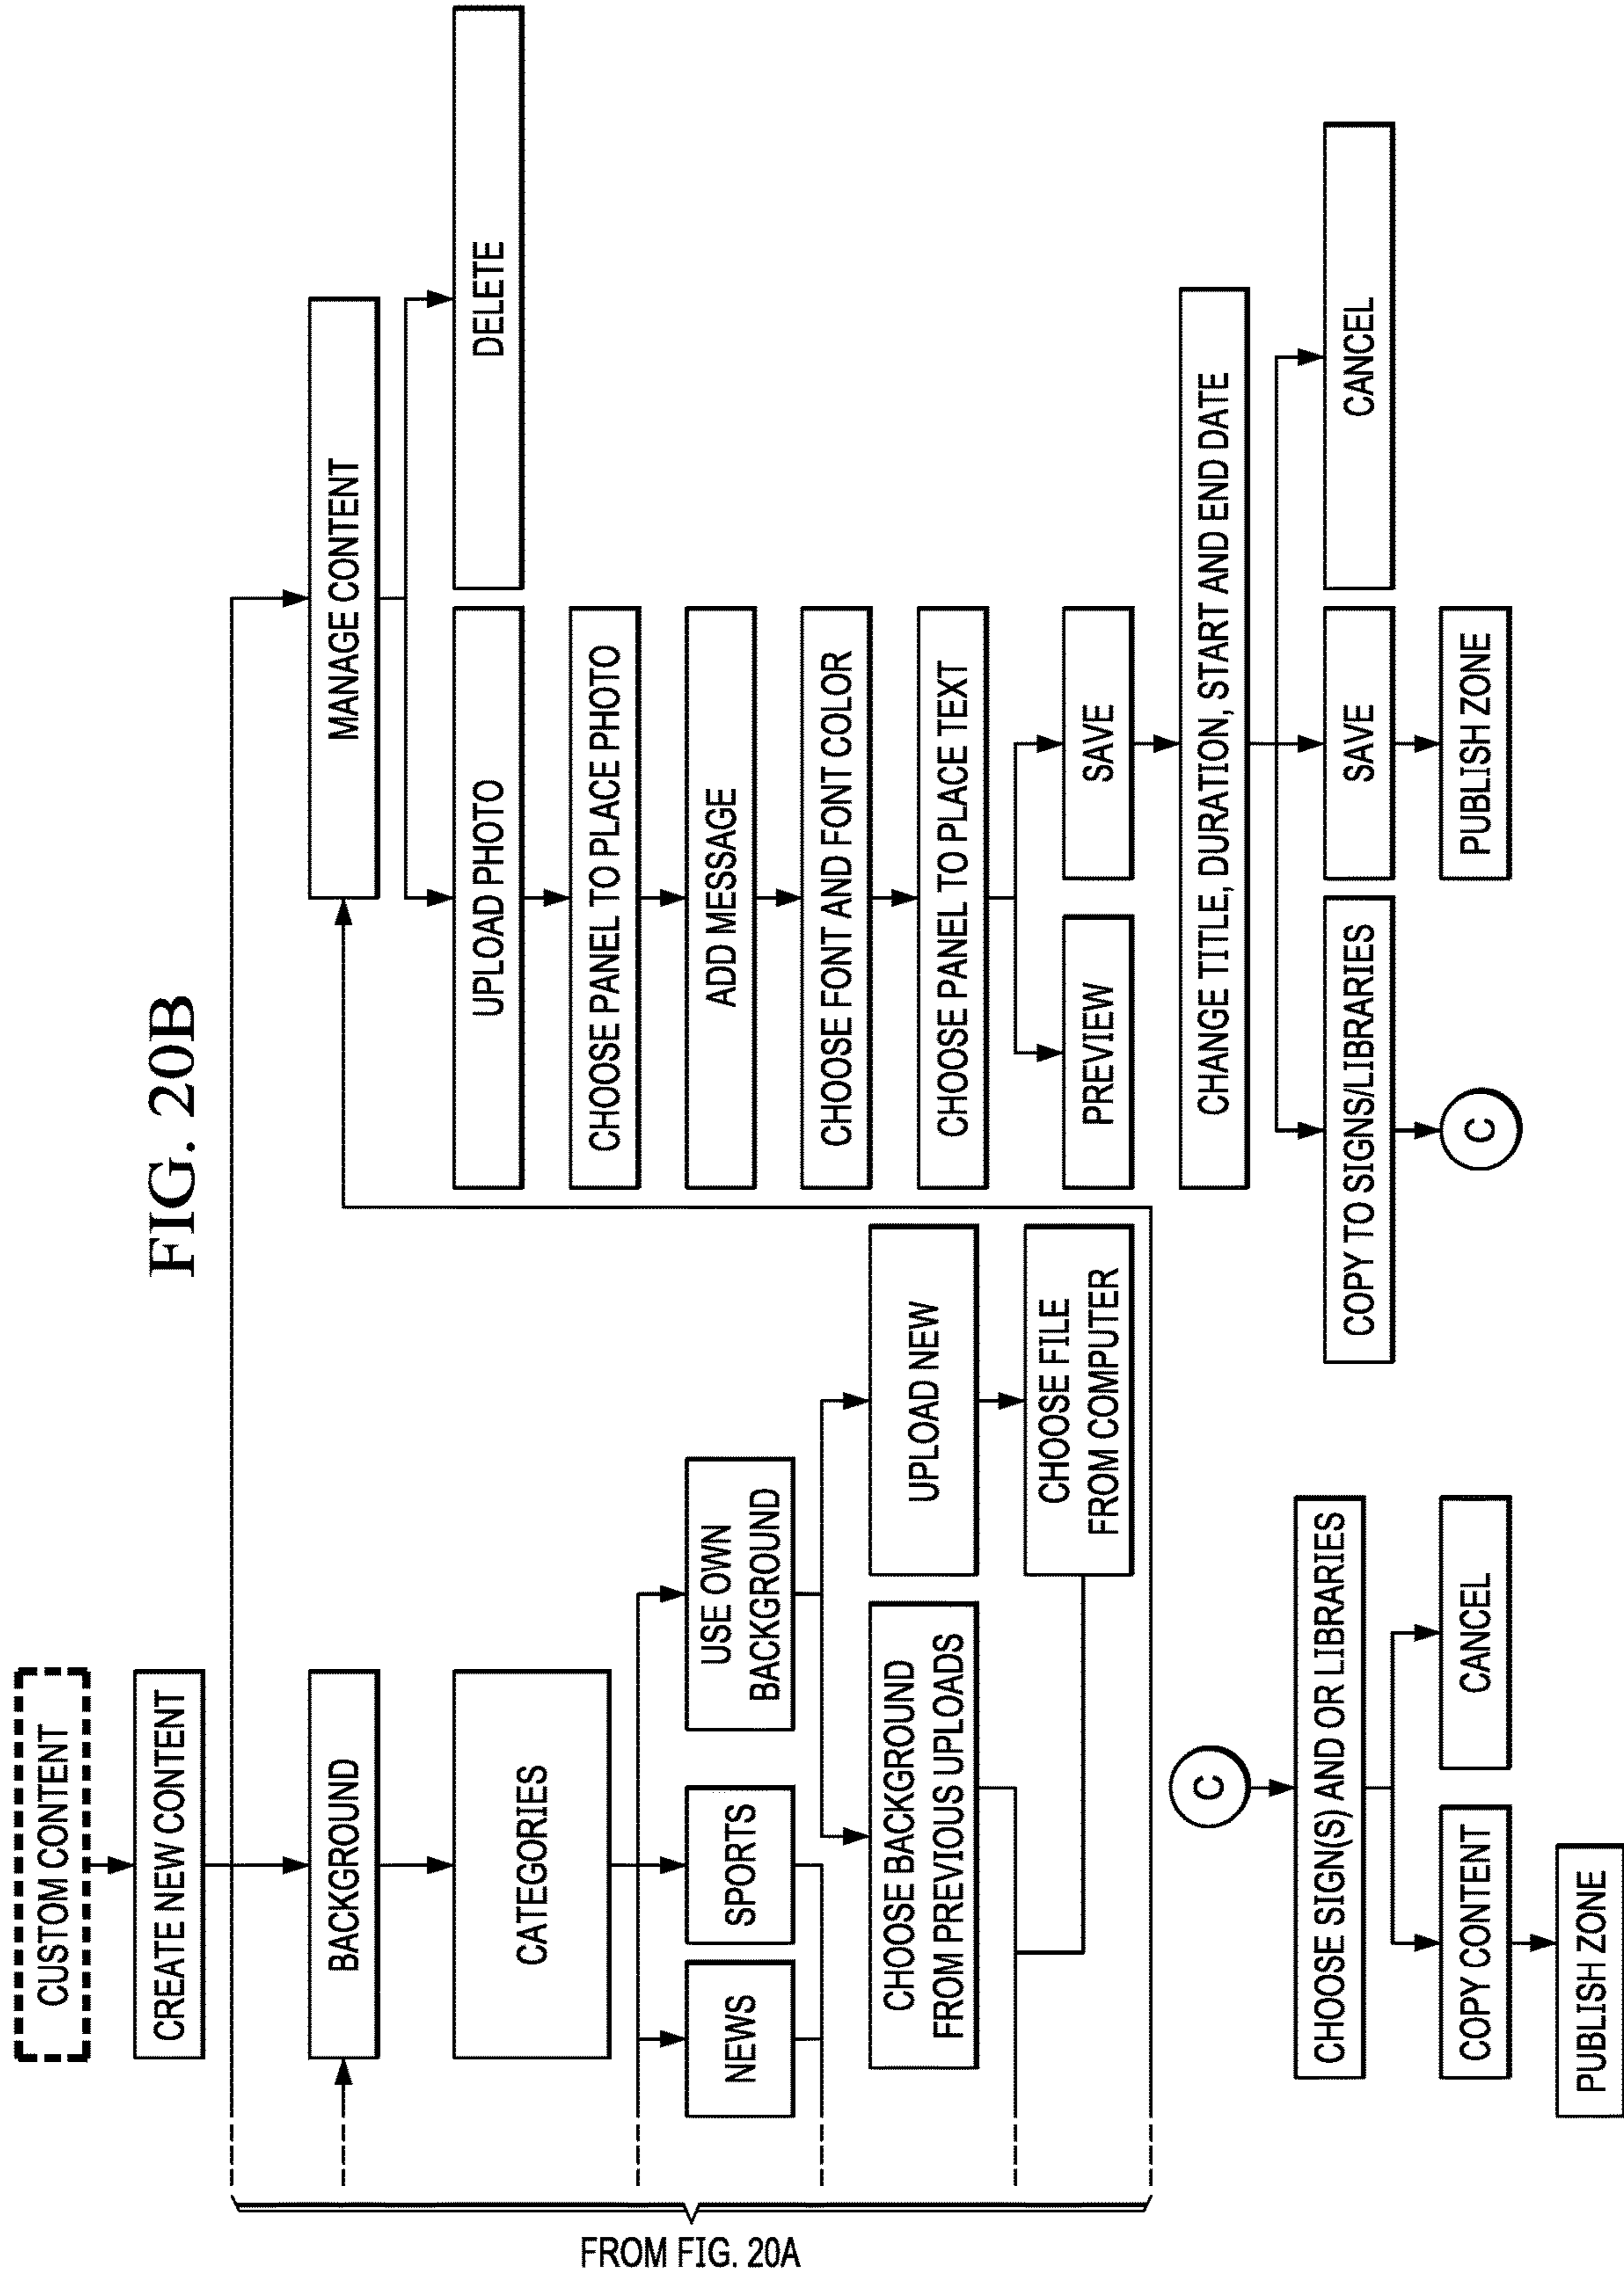 FIG. 20B
CUSTOM CONTENT
CREATE NEW CONTENT
BACKGROUND
MANAGE CONTENT
CATEGORIES
UPLOAD PHOTO
DELETE
CHOOSE PANEL TO PLACE PHOTO
NEWS
SPORTS
USE OWN
BACKGROUND
ADD MESSAGE
CHOOSE FONT AND FONT COLOR
CHOOSE BACKGROUND
FROM PREVIOUS UPLOADS
UPLOAD NEW
CHOOSE PANEL TO PLACE TEXT
CHOOSE FILE
FROM COMPUTER
PREVIEW
SAVE
CHANGE TITLE, DURATION, START AND END DATE
C
CHOOSE SIGN(S) AND OR LIBRARIES
COPY TO SIGNS/LIBRARIES
SAVE
CANCEL
COPY CONTENT
CANCEL
C
PUBLISH ZONE
PUBLISH ZONE
FROM FIG. 20A